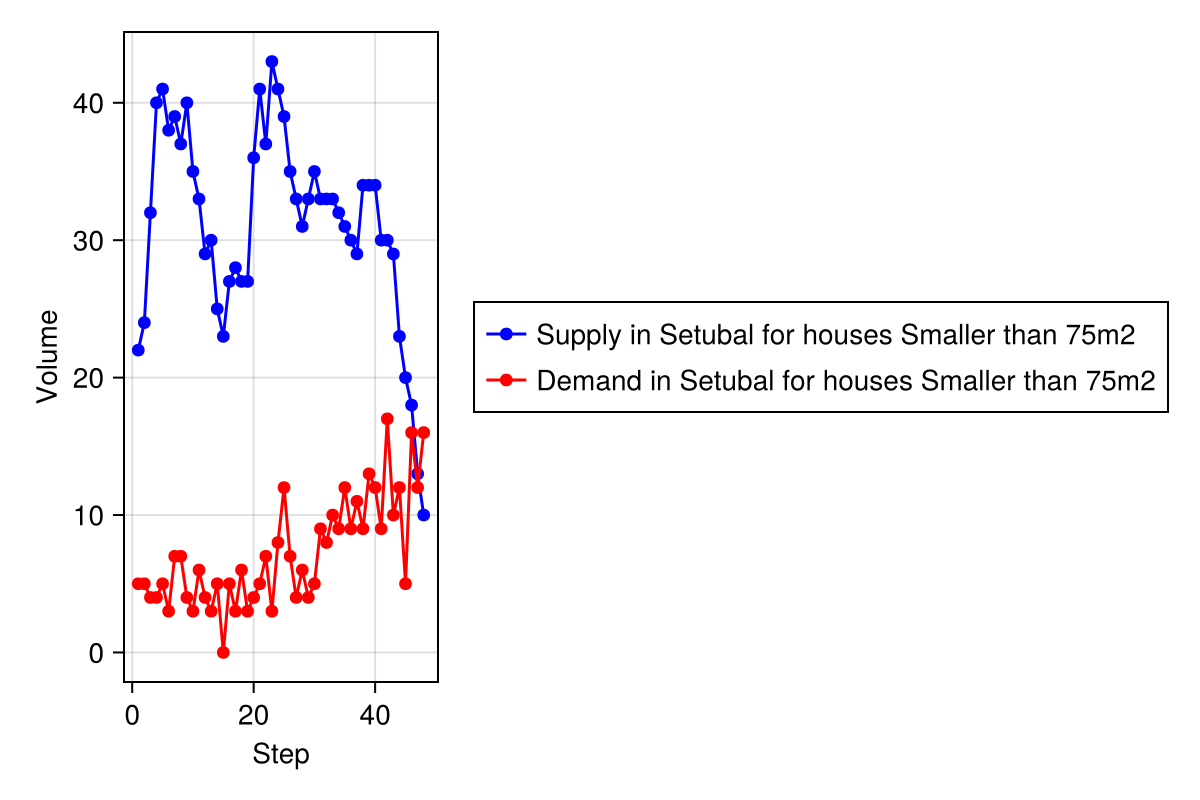 40
30
20
10
0
Volume
0 20 40
Step
Supply in Setubal for houses Smaller than 75m2
Demand in Setubal for houses Smaller than 75m2